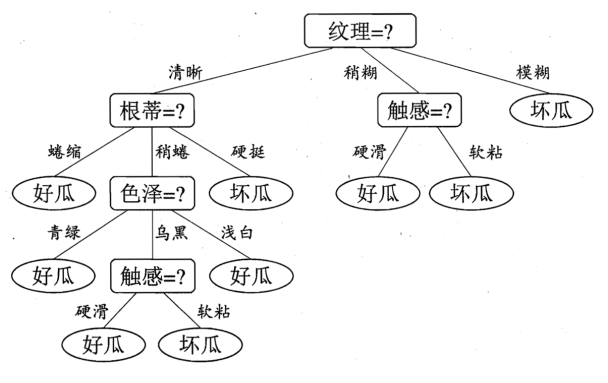 纹理=?
清晰 稍糊 模糊
根蒂=? 触感=? 坏瓜
蜷缩 稍蜷 硬挺 硬滑 软粘
好瓜 色泽=? 坏瓜 好瓜 坏瓜
青绿 乌黑 浅白
好瓜 触感=? 好瓜
硬滑 软粘
好瓜 坏瓜